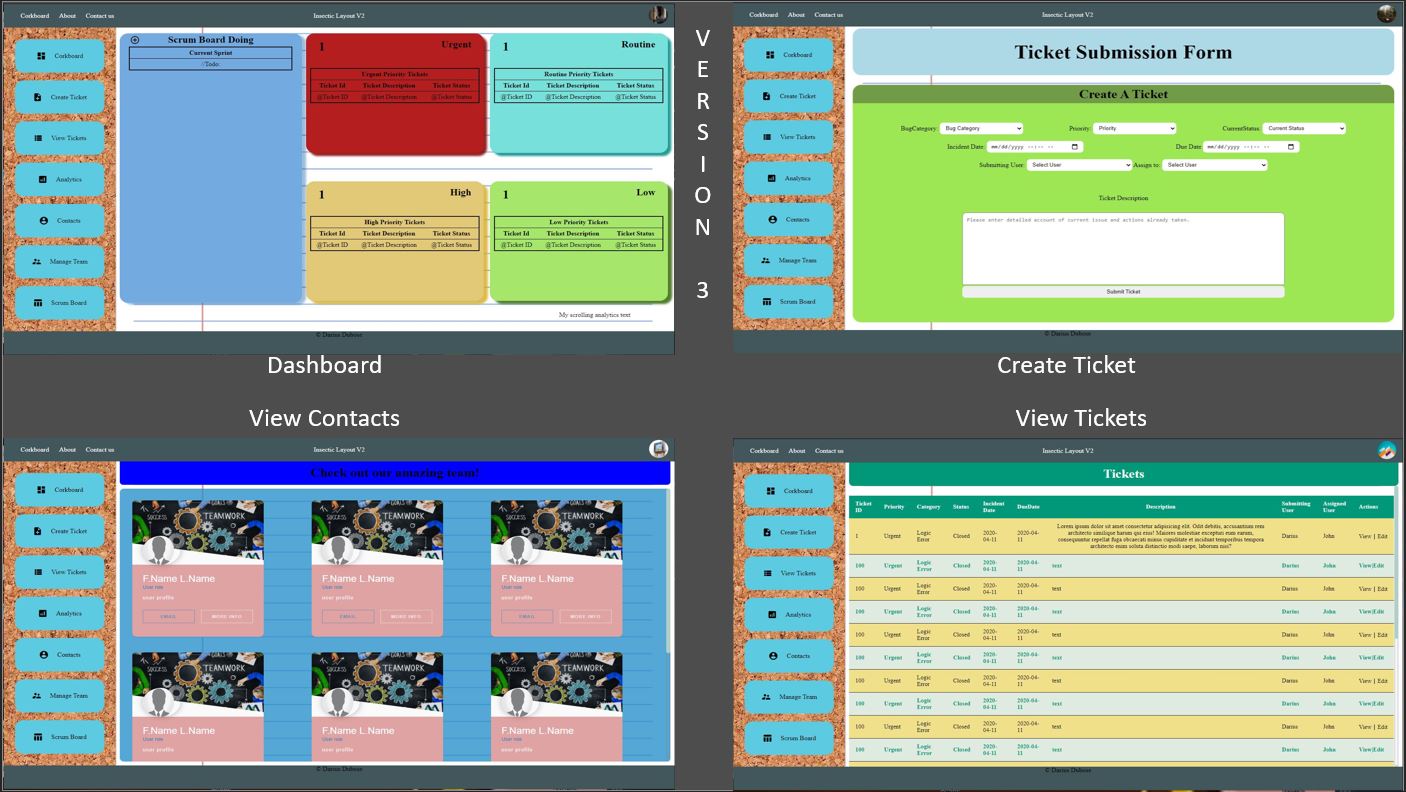 Corkboard About Contact us
Insectic Layout V2
Corkboard
Create Ticket
View Tickets
Analytics
Contacts
Manage Team
Scrum Board
Scrum Board Doing
Current Sprint
//Todo:
1 Urgent
Urgent Priority Tickets
Ticket Id Ticket Description Ticket Status
@Ticket ID @Ticket Description @Ticket Status
1 Routine
Routine Priority Tickets
Ticket Id Ticket Description Ticket Status
@Ticket ID @Ticket Description @Ticket Status
1 High
High Priority Tickets
Ticket Id Ticket Description Ticket Status
@Ticket ID @Ticket Description @Ticket Status
1 Low
Low Priority Tickets
Ticket Id Ticket Description Ticket Status
@Ticket ID @Ticket Description @Ticket Status
My scrolling analytics text
© Darius Dubose
Dashboard
VERSION 3
Corkboard About Contact us
Insectic Layout V2
Corkboard
Create Ticket
View Tickets
Analytics
Contacts
Manage Team
Scrum Board
Ticket Submission Form
Create A Ticket
BugCategory: Bug Category Priority: Priority CurrentStatus: Current Status
Incident Date: mm/dd/yyyy --:-- -- Due Date: mm/dd/yyyy --:-- --
Submitting User: Select User Assign to: Select User
Ticket Description
Please enter detailed account of current issue and actions already taken.
Submit Ticket
© Darius Dubose
Create Ticket
View Contacts
Corkboard About Contact us
Insectic Layout V2
Corkboard
Create Ticket
View Tickets
Analytics
Contacts
Manage Team
Scrum Board
Check out our amazing team!
SUCCESS GOALS TEAMWORK
SUCCESS GOALS TEAMWORK
SUCCESS GOALS TEAMWORK
F.Name L.Name F.Name L.Name F.Name L.Name
User role User role User role
user profile user profile user profile
EMAIL MORE INFO EMAIL MORE INFO EMAIL MORE INFO
SUCCESS GOALS TEAMWORK
SUCCESS GOALS TEAMWORK
SUCCESS GOALS TEAMWORK
F.Name L.Name F.Name L.Name F.Name L.Name
User role User role User role
user profile user profile user profile
© Darius Dubose
View Tickets
Corkboard About Contact us
Insectic Layout V2
Corkboard
Create Ticket
View Tickets
Analytics
Contacts
Manage Team
Scrum Board
Tickets
Ticket ID Priority Category Status Incident Date DueDate Description Submitting User Assigned User Actions
1 Urgent Logic Error Closed 2020-04-11 2020-04-11 Lorem ipsum dolor sit amet consectetur adipisicing elit. Odit debitis, accusantium rem
architecto similique harum qui eius! Maiores molestiae excepturi eum earum,
consequuntur repellat fuga obcaecati minus cupiditate et incidunt temporibus tempora
architecto enim soluta distinctio modi saepe, laborum nisi? Darius John View | Edit
100 Urgent Logic Error Closed 2020-04-11 2020-04-11 text Darius John View|Edit
100 Urgent Logic Error Closed 2020-04-11 2020-04-11 text Darius John View | Edit
100 Urgent Logic Error Closed 2020-04-11 2020-04-11 text Darius John View|Edit
100 Urgent Logic Error Closed 2020-04-11 2020-04-11 text Darius John View | Edit
100 Urgent Logic Error Closed 2020-04-11 2020-04-11 text Darius John View|Edit
100 Urgent Logic Error Closed 2020-04-11 2020-04-11 text Darius John View | Edit
100 Urgent Logic Error Closed 2020-04-11 2020-04-11 text Darius John View|Edit
100 Urgent Logic Error Closed 2020-04-11 2020-04-11 text Darius John View | Edit
100 Urgent Logic Error Closed 2020-04-11 2020-04-11 text Darius John View|Edit
© Darius Dubose